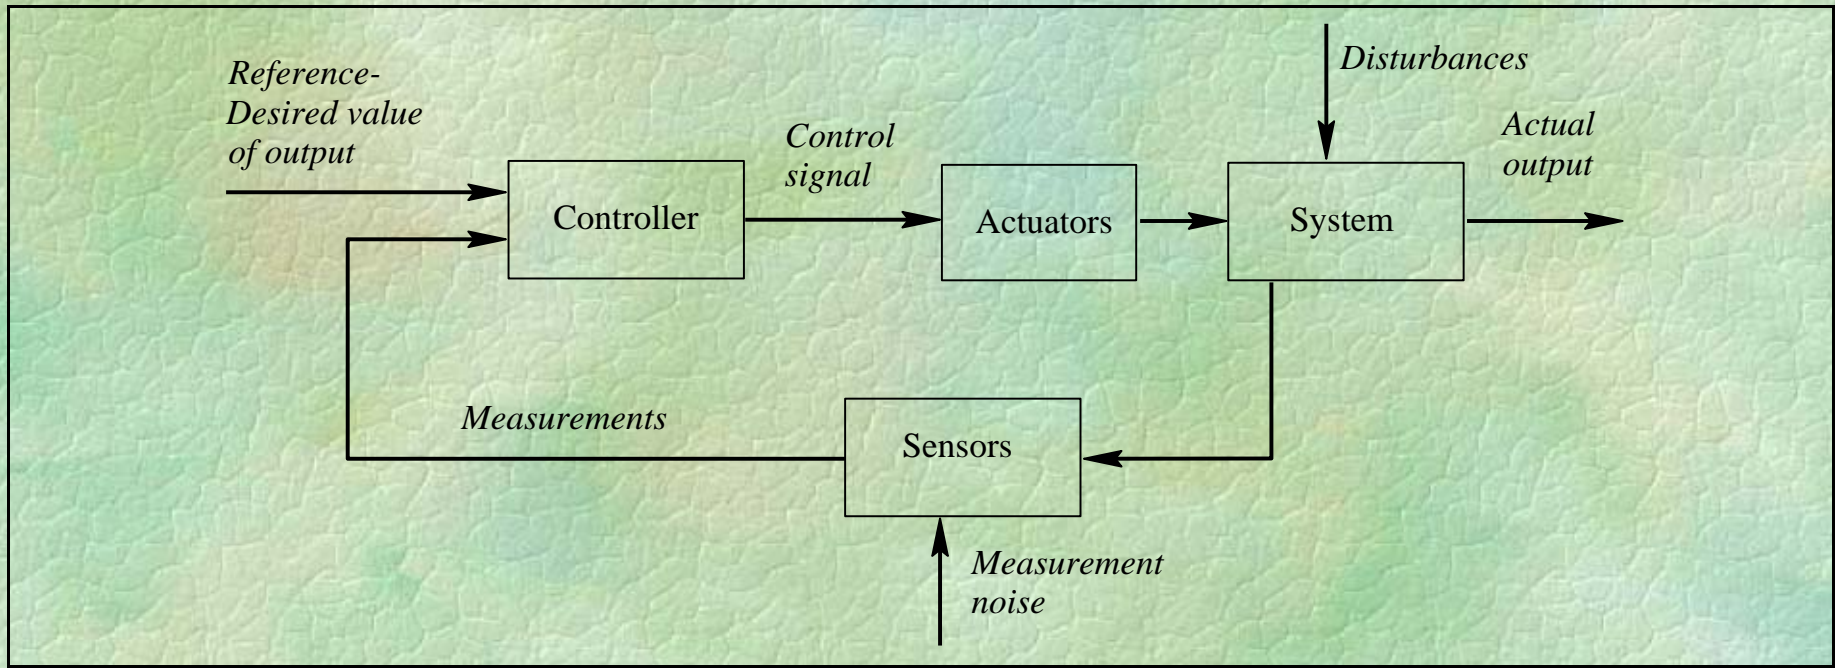 Reference-
Desired value
of output
Controller
Control
signal
Actuators
Disturbances
System
Actual
output
Measurements
Sensors
Measurement
noise